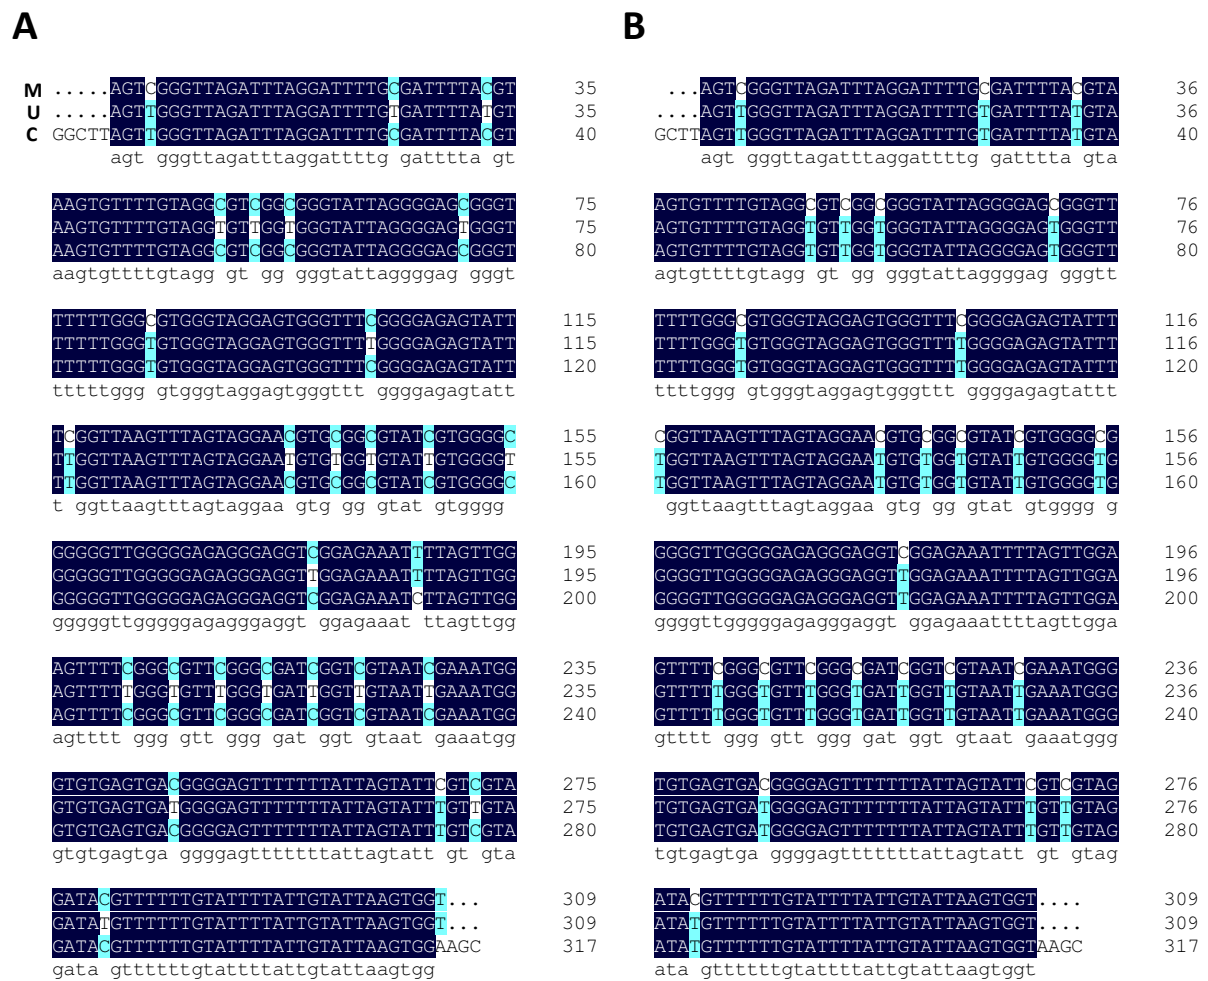 A
M .....AGTCGGGTTAGATTTAGGATTTTGCGATTTTACGT 35
U .....AGTTGGGTTAGATTTAGGATTTTGTGATTTTATGT 35
C GGCTTAGTTGGGTTAGATTTAGGATTTTGCGATTTTACGT 40
agt gggttagatttaggattttg gatttta gt
AAGTGTTTTGTAGGCGTCGGCGGGTATTAGGGGAGCGGGT 75
AAGTGTTTTGTAGGTGTTGGTGGGTATTAGGGGAGTGGGT 75
AAGTGTTTTGTAGGCGTCGGCGGGTATTAGGGGAGCGGGT 80
aagtgttttgtagg gt gg gggtattaggggag gggt
TTTTTGGGCGTGGGTAGGAGTGGGTTTCGGGGAGAGTATT 115
TTTTTGGGTGTGGGTAGGAGTGGGTTTTGGGGAGAGTATT 115
TTTTTGGGTGTGGGTAGGAGTGGGTTTCGGGGAGAGTATT 120
tttttggg gtgggtaggagtgggttt ggggagagtatt
TCGGTTAAGTTTAGTAGGAACGTGCGGCGTATCGTGGGGC 155
TTGGTTAAGTTTAGTAGGAATGTGTGGTGTATTGTGGGGT 155
TTGGTTAAGTTTAGTAGGAACGTGCGGCGTATCGTGGGGC 160
t ggttaagtttagtaggaa gtg gg gtat gtgggg
GGGGGTTGGGGGAGAGGGAGGTCGGAGAAATTTTAGTTGG 195
GGGGGTTGGGGGAGAGGGAGGTTGGAGAAATTTTAGTTGG 195
GGGGGTTGGGGGAGAGGGAGGTCGGAGAAATCTTAGTTGG 200
gggggttgggggagagggaggt ggagaaat ttagttgg
AGTTTTCGGGCGTTCGGGCGATCGGTCGTAATCGAAATGG 235
AGTTTTTGGGTGTTTGGGTGATTGGTTGTAATTGAAATGG 235
AGTTTTCGGGCGTTCGGGCGATCGGTCGTAATCGAAATGG 240
agtttt ggg gtt ggg gat ggt gtaat gaaatgg
GTGTGAGTGACGGGGAGTTTTTTTATTAGTATTCGTCGTA 275
GTGTGAGTGATGGGGAGTTTTTTTATTAGTATTTGTTGTA 275
GTGTGAGTGACGGGGAGTTTTTTTATTAGTATTTGTCGTA 280
gtgtgagtga ggggagtttttttattagtatt gt gta
GATACGTTTTTTGTATTTTATTGTATTAAGTGGT... 309
GATATGTTTTTTGTATTTTATTGTATTAAGTGGT... 309
GATACGTTTTTTGTATTTTATTGTATTAAGTGGAAGC 317
gata gttttttgtattttattgtattaagtgg
B
...AGTCGGGTTAGATTTAGGATTTTGCGATTTTACGTA 36
....AGTTGGGTTAGATTTAGGATTTTGTGATTTTATGTA 36
GCTTAGTTGGGTTAGATTTAGGATTTTGTGATTTTATGTA 40
agt gggttagatttaggattttg gatttta gta
AGTGTTTTGTAGGCGTCGGCGGGTATTAGGGGAGCGGGTT 76
AGTGTTTTGTAGGTGTTGGTGGGTATTAGGGGAGTGGGTT 76
AGTGTTTTGTAGGTGTTGGTGGGTATTAGGGGAGTGGGTT 80
agtgttttgtagg gt gg gggtattaggggag gggtt
TTTTGGGCGTGGGTAGGAGTGGGTTTCGGGGAGAGTATTT 116
TTTTGGGTGTGGGTAGGAGTGGGTTTTGGGGAGAGTATTT 116
TTTTGGGTGTGGGTAGGAGTGGGTTTTGGGGAGAGTATTT 120
ttttggg gtgggtaggagtgggttt ggggagagtattt
CGGTTAAGTTTAGTAGGAACGTGCGGCGTATCGTGGGGCG 156
TGGTTAAGTTTAGTAGGAATGTGTGGTGTATTGTGGGGTG 156
TGGTTAAGTTTAGTAGGAATGTGTGGTGTATTGTGGGGTG 160
ggttaagtttagtaggaa gtg gg gtat gtgggg g
GGGGTTGGGGGAGAGGGAGGTCGGAGAAATTTTAGTTGGA 196
GGGGTTGGGGGAGAGGGAGGTTGGAGAAATTTTAGTTGGA 196
GGGGTTGGGGGAGAGGGAGGTTGGAGAAATTTTAGTTGGA 200
ggggttgggggagagggaggt ggagaaattttagttgga
GTTTTCGGGCGTTCGGGCGATCGGTCGTAATCGAAATGGG 236
GTTTTTGGGTGTTTGGGTGATTGGTTGTAATTGAAATGGG 236
GTTTTTGGGTGTTTGGGTGATTGGTTGTAATTGAAATGGG 240
gtttt ggg gtt ggg gat ggt gtaat gaaatggg
TGTGAGTGACGGGGAGTTTTTTTATTAGTATTCGTCGTAG 276
TGTGAGTGATGGGGAGTTTTTTTATTAGTATTTGTTGTAG 276
TGTGAGTGATGGGGAGTTTTTTTATTAGTATTTGTTGTAG 280
tgtgagtga ggggagtttttttattagtatt gt gtag
ATACGTTTTTTGTATTTTATTGTATTAAGTGGT.... 309
ATATGTTTTTTGTATTTTATTGTATTAAGTGGT.... 309
ATATGTTTTTTGTATTTTATTGTATTAAGTGGTAAGC 317
ata gttttttgtattttattgtattaagtggt